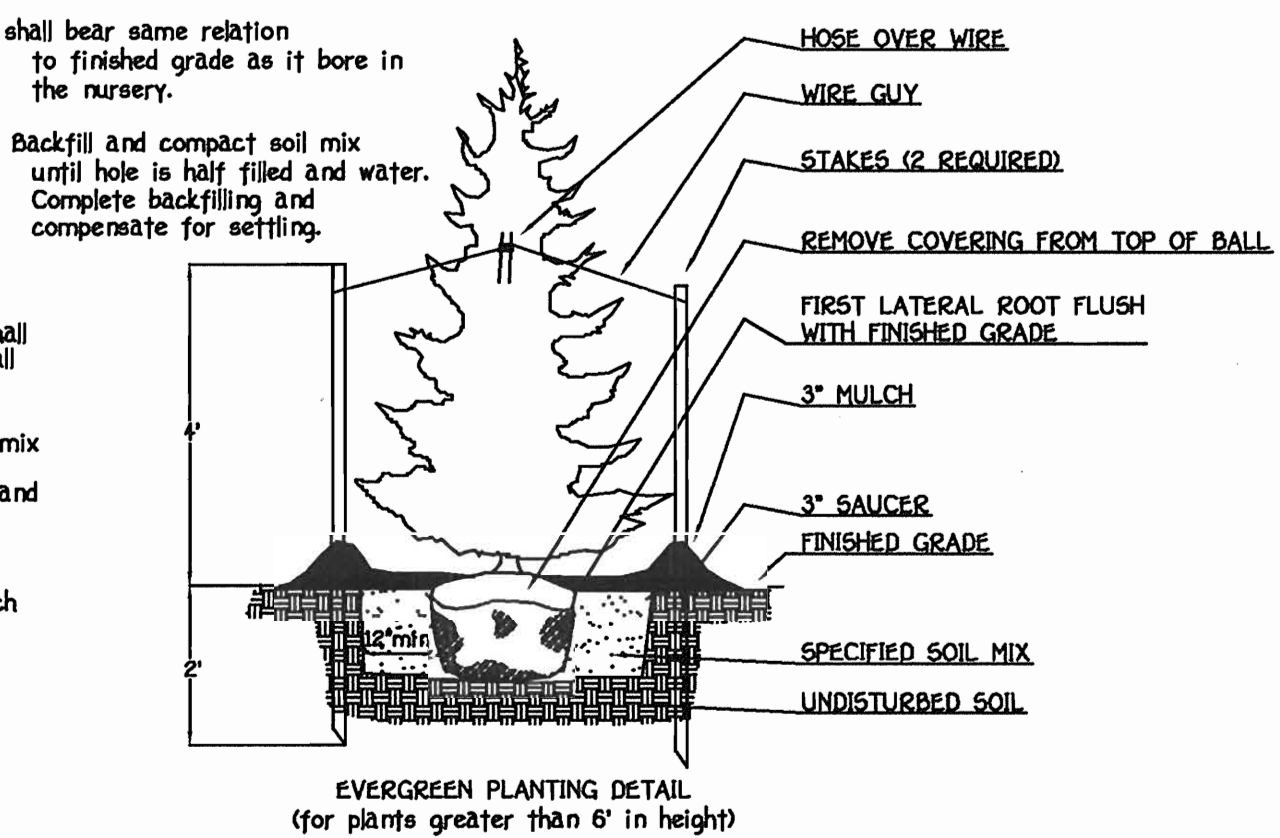 shall bear same relation
to finished grade as it bore in
the nursery.
Backfill and compact soil mix
until hole is half filled and water.
Complete backfilling and
compensate for settling.
mix
and
HOSE OVER WIRE
WIRE GUY
STAKES (2 REQUIRED)
REMOVE COVERING FROM TOP OF BALL
FIRST LATERAL ROOT FLUSH
WITH FINISHED GRADE
3" MULCH
3" SAUCER
FINISHED GRADE
SPECIFIED SOIL MIX
UNDISTURBED SOIL
4'
2'
12" min
EVERGREEN PLANTING DETAIL
(for plants greater than 6' in height)